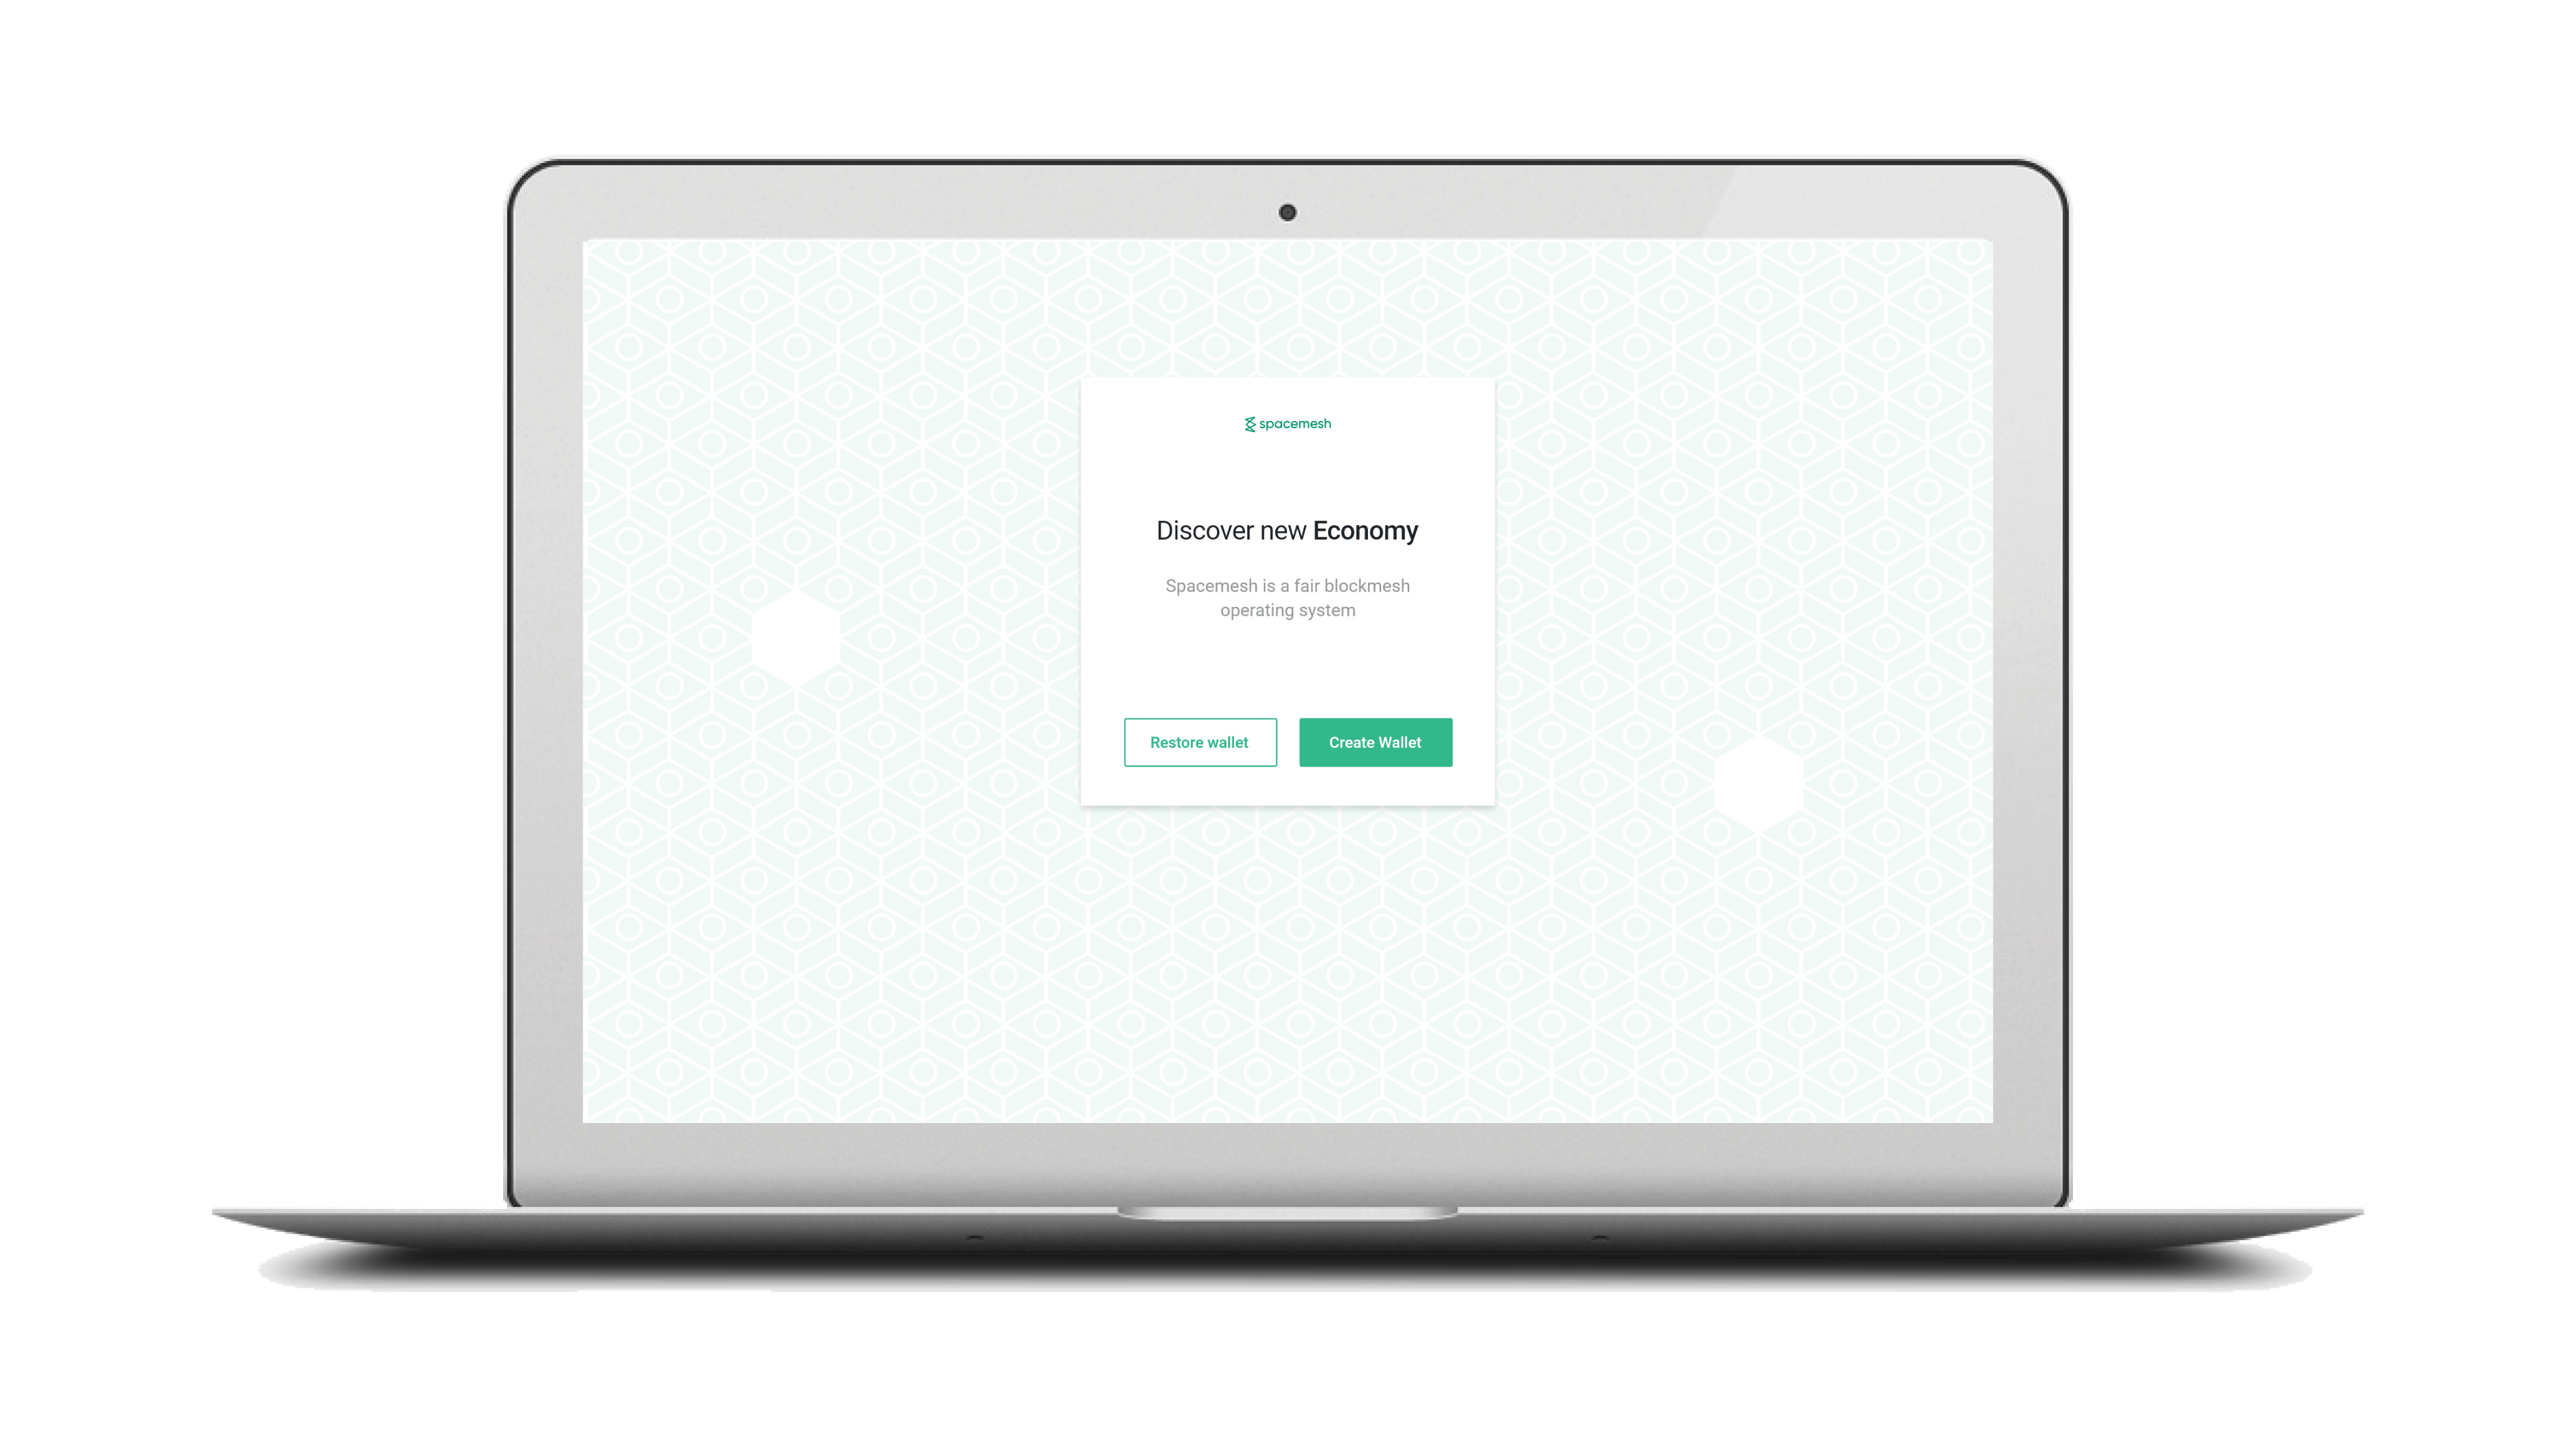 spacemesh
Discover new Economy
Spacemesh is a fair blockmesh
operating system
Restore wallet
Create Wallet